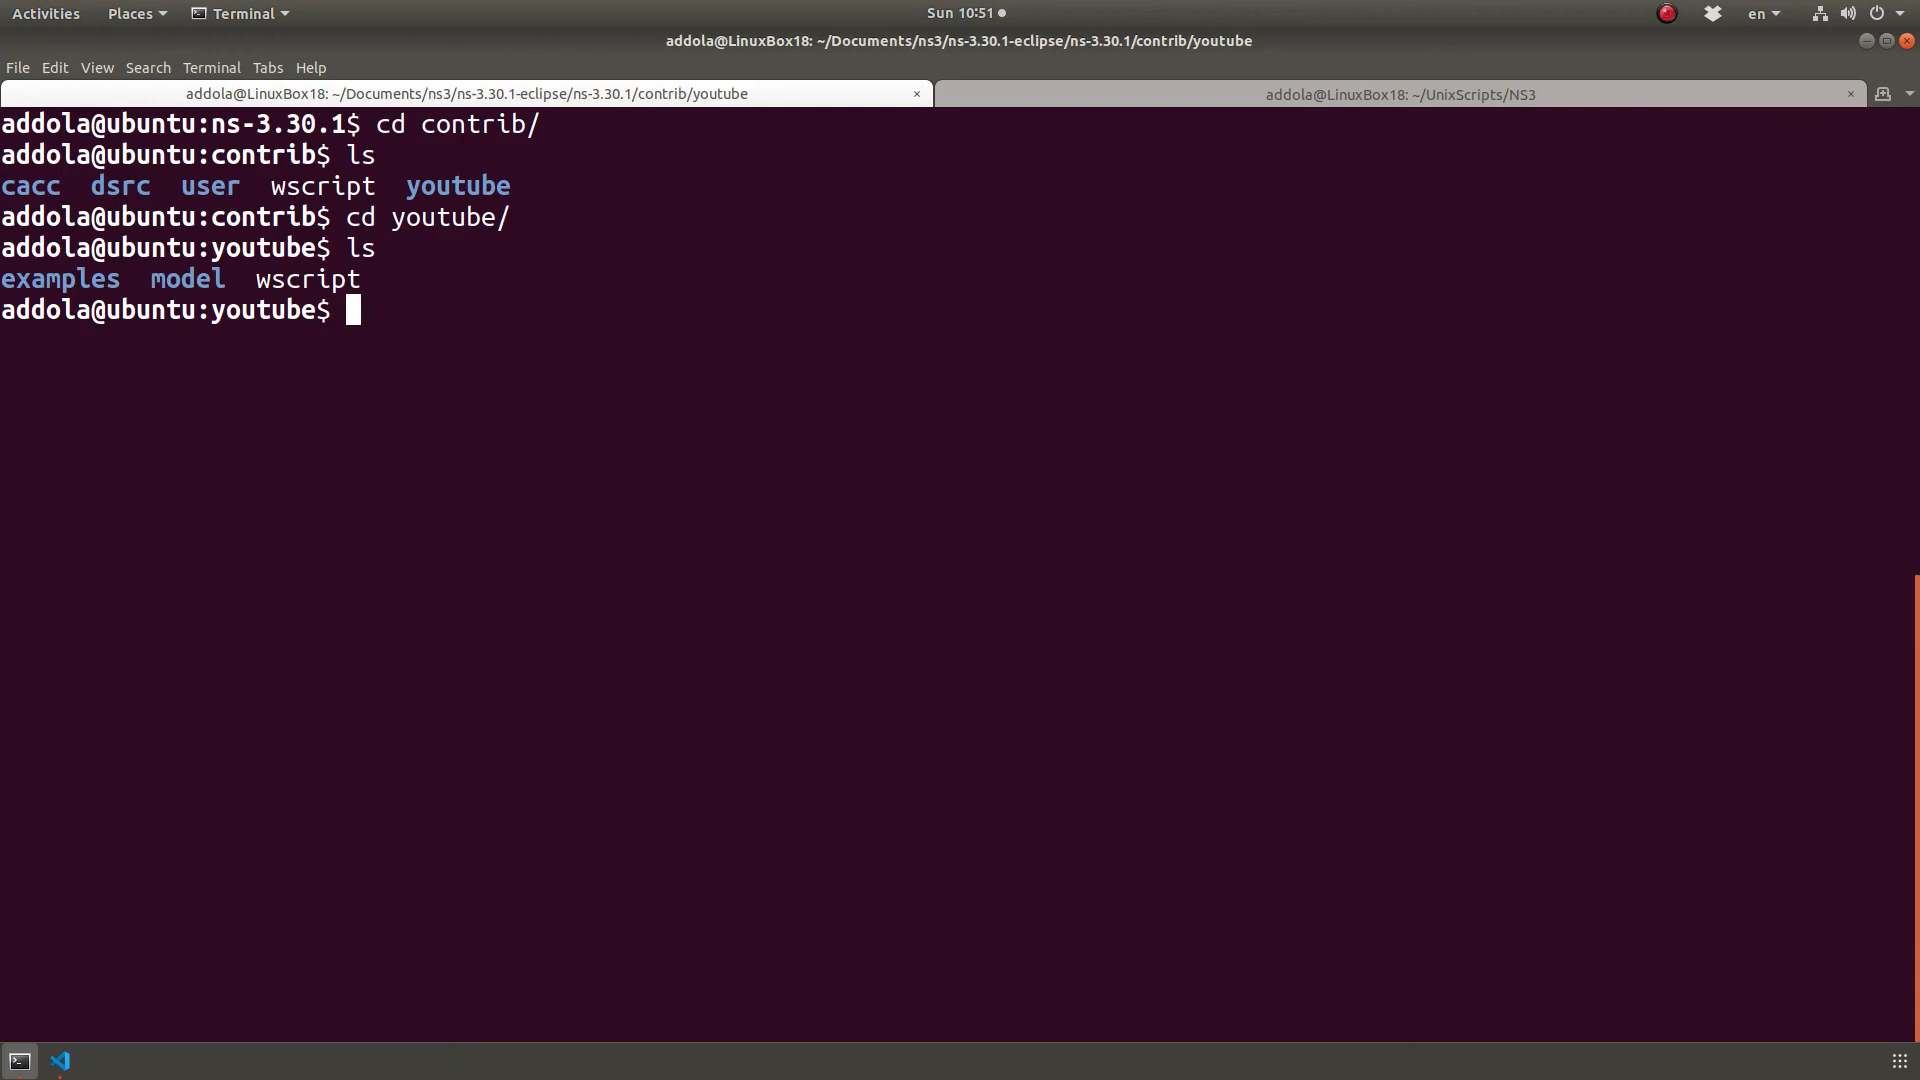 Activities Places Terminal Sun 10:51 en
addola@LinuxBox18: ~/Documents/ns3/ns-3.30.1-eclipse/ns-3.30.1/contrib/youtube
File Edit View Search Terminal Tabs Help
addola@LinuxBox18: ~/Documents/ns3/ns-3.30.1-eclipse/ns-3.30.1/contrib/youtube × addola@LinuxBox18: ~/UnixScripts/NS3 ×
addola@ubuntu:ns-3.30.1$ cd contrib/
addola@ubuntu:contrib$ ls
cacc dsrc user wscript youtube
addola@ubuntu:contrib$ cd youtube/
addola@ubuntu:youtube$ ls
examples model wscript
addola@ubuntu:youtube$